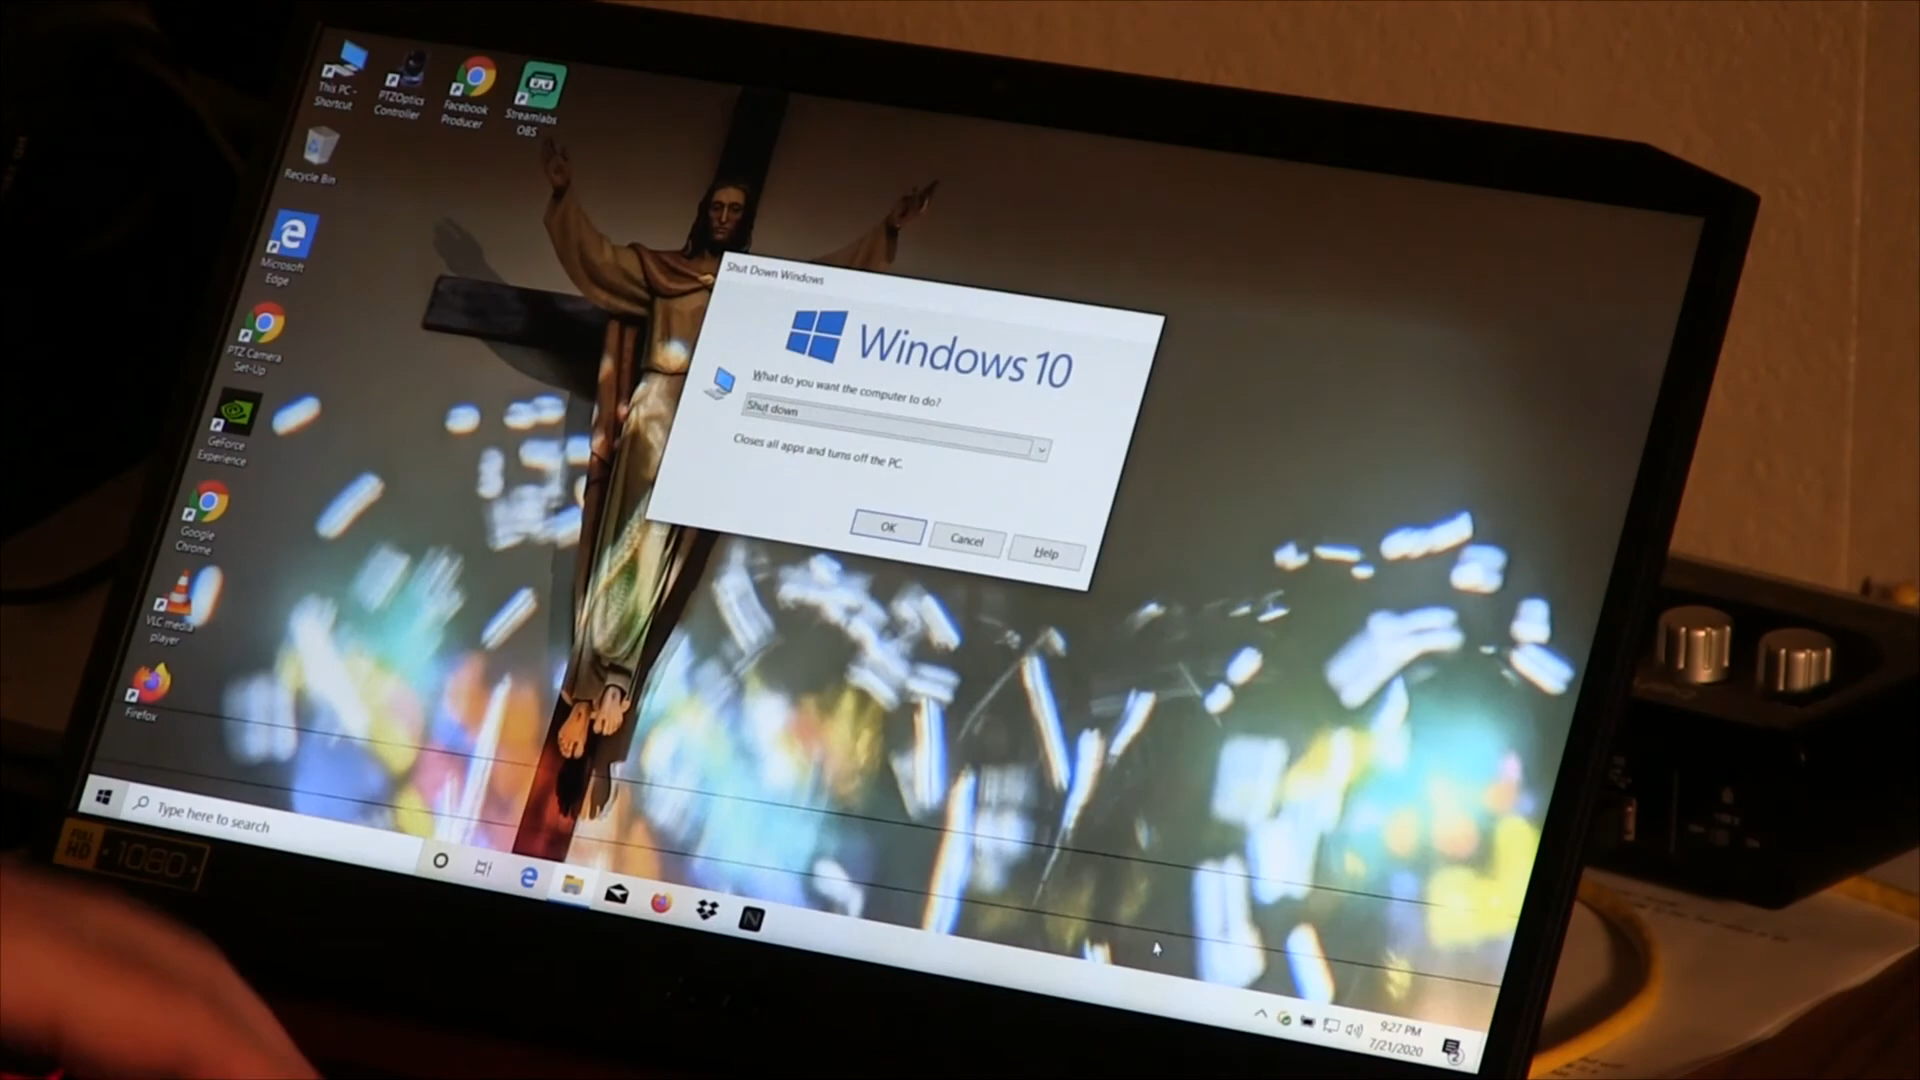 This PC -
Shortcut
PTZOptics
Controller
Facebook
Producer
Streamlabs
OBS
Recycle Bin
Microsoft
Edge
PTZ Camera
Set-Up
GeForce
Experience
Google
Chrome
VLC media
player
Firefox
Shut Down Windows
Windows 10
What do you want the computer to do?
Shut down
Closes all apps and turns off the PC.
OK
Cancel
Help
Type here to search
FULL
HD
1080
9:27 PM
7/21/2020
2